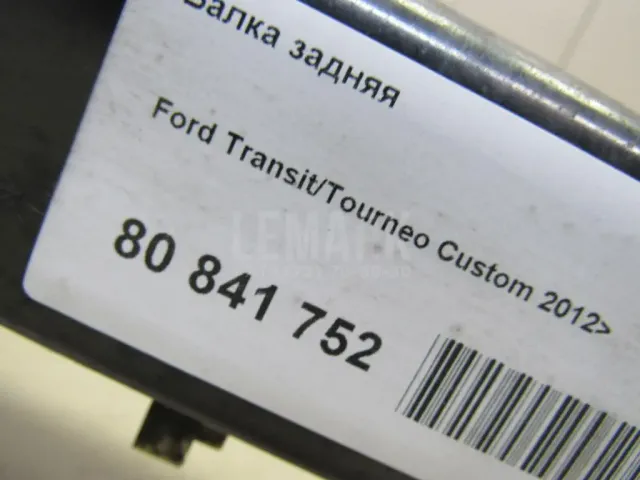 Балка задняя
Ford Transit/Tourneo Custom 2012>
80 841 752